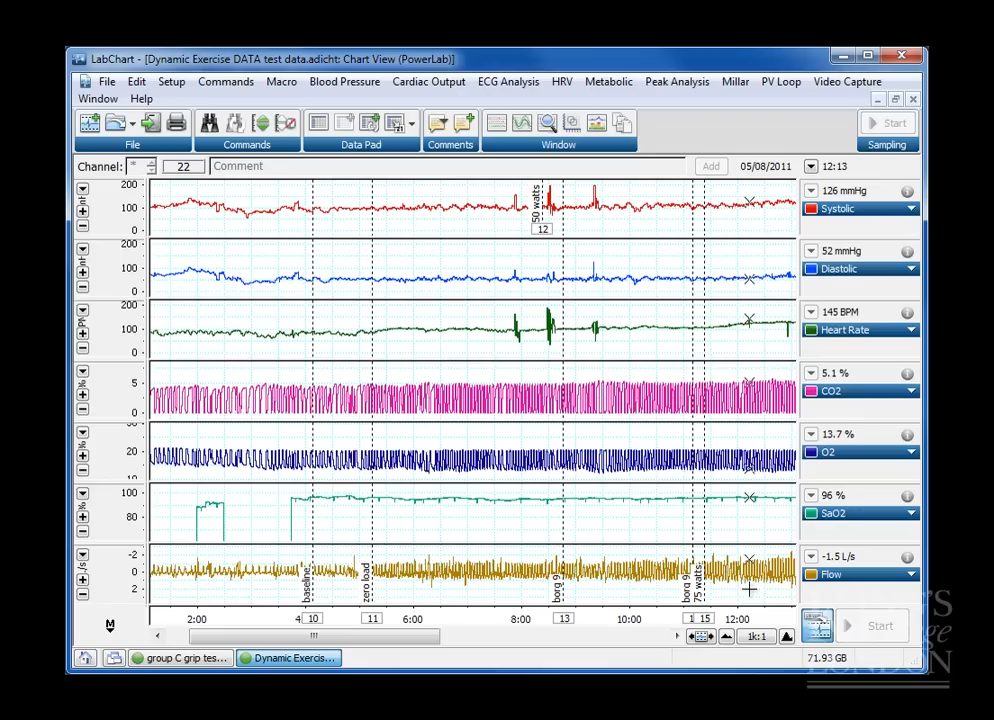 LabChart - [Dynamic Exercise DATA test data.adicht: Chart View (PowerLab)]
File Edit Setup Commands Macro Blood Pressure Cardiac Output ECG Analysis HRV Metabolic Peak Analysis Millar PV Loop Video Capture
Window Help
Start
File Commands Data Pad Comments Window Sampling
Channel: * 22 Comment Add 05/08/2011 12:13
200
100
0
50 watts
12
126 mmHg
Systolic
200
100
0
52 mmHg
Diastolic
200
100
0
145 BPM
Heart Rate
5
0
%
5.1 %
CO2
20
10
%
13.7 %
O2
100
80
%
96 %
SaO2
-2
0
2
L/s
baseline
zero load
borg 9
borg 9
75 watts
-1.5 L/s
Flow
M
2:00 10 11 6:00 8:00 13 10:00 15 12:00
1k:1
Start
group C grip tes... Dynamic Exercis... 71.93 GB
LONDON